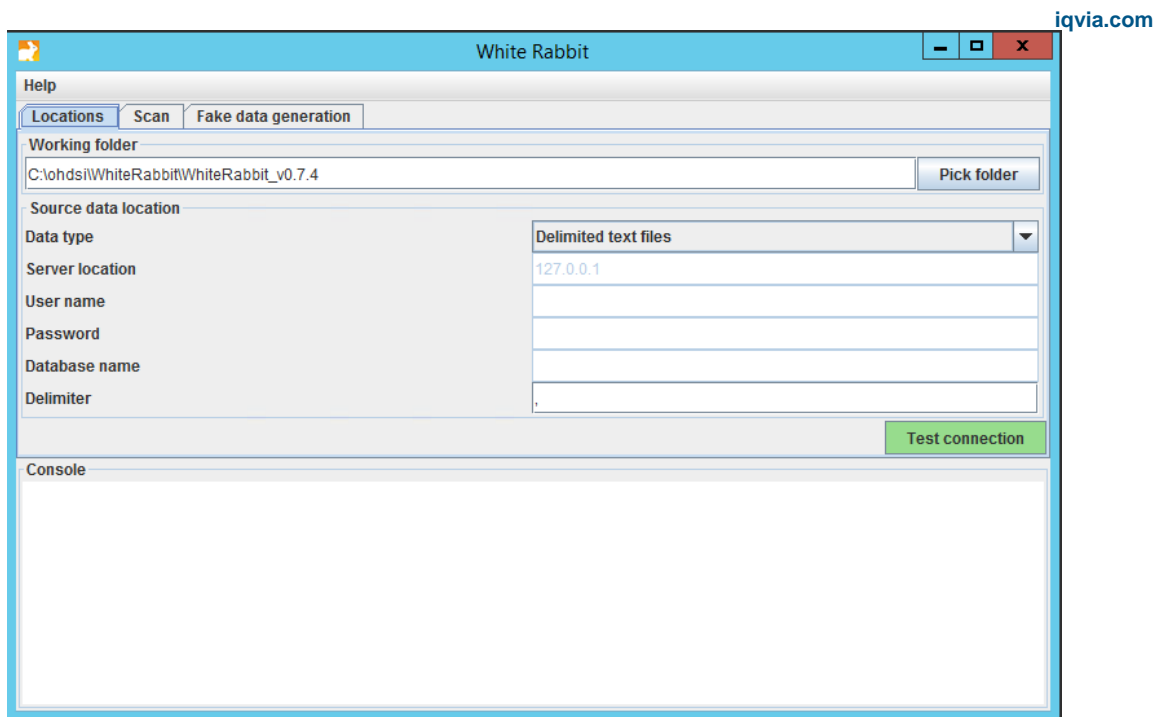 iqvia.com
White Rabbit
Help
Locations Scan Fake data generation
Working folder
C:\ohdsi\WhiteRabbit\WhiteRabbit_v0.7.4 Pick folder
Source data location
Data type Delimited text files
Server location 127.0.0.1
User name
Password
Database name
Delimiter ,
Test connection
Console